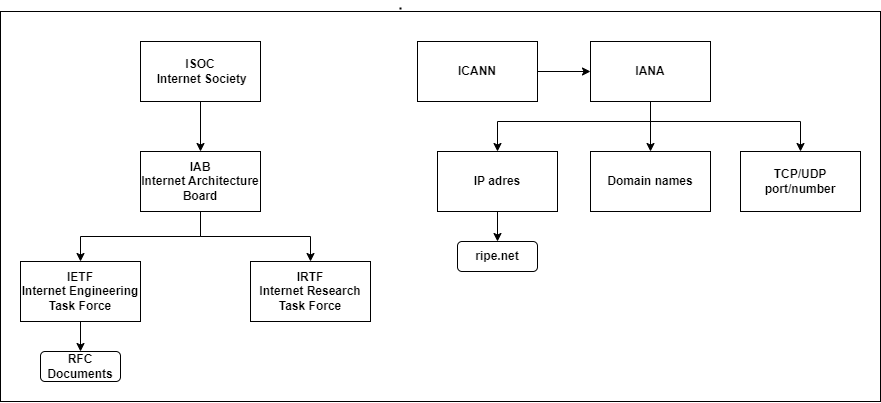 ISOC
Internet Society
ICANN
IANA
IAB
Internet Architecture
Board
IP adres
Domain names
TCP/UDP
port/number
ripe.net
IETF
Internet Engineering
Task Force
IRTF
Internet Research
Task Force
RFC
Documents